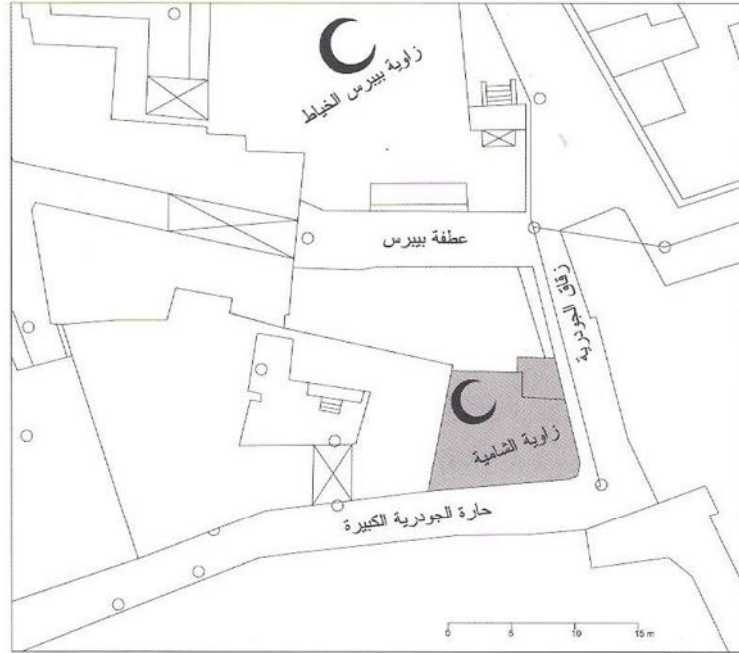 زاوية بيبرس الخياط
عطفة بيبرس
زقاق الجودرية
زاوية الشامية
حارة الجودرية الكبيرة
0 5 10 15 m